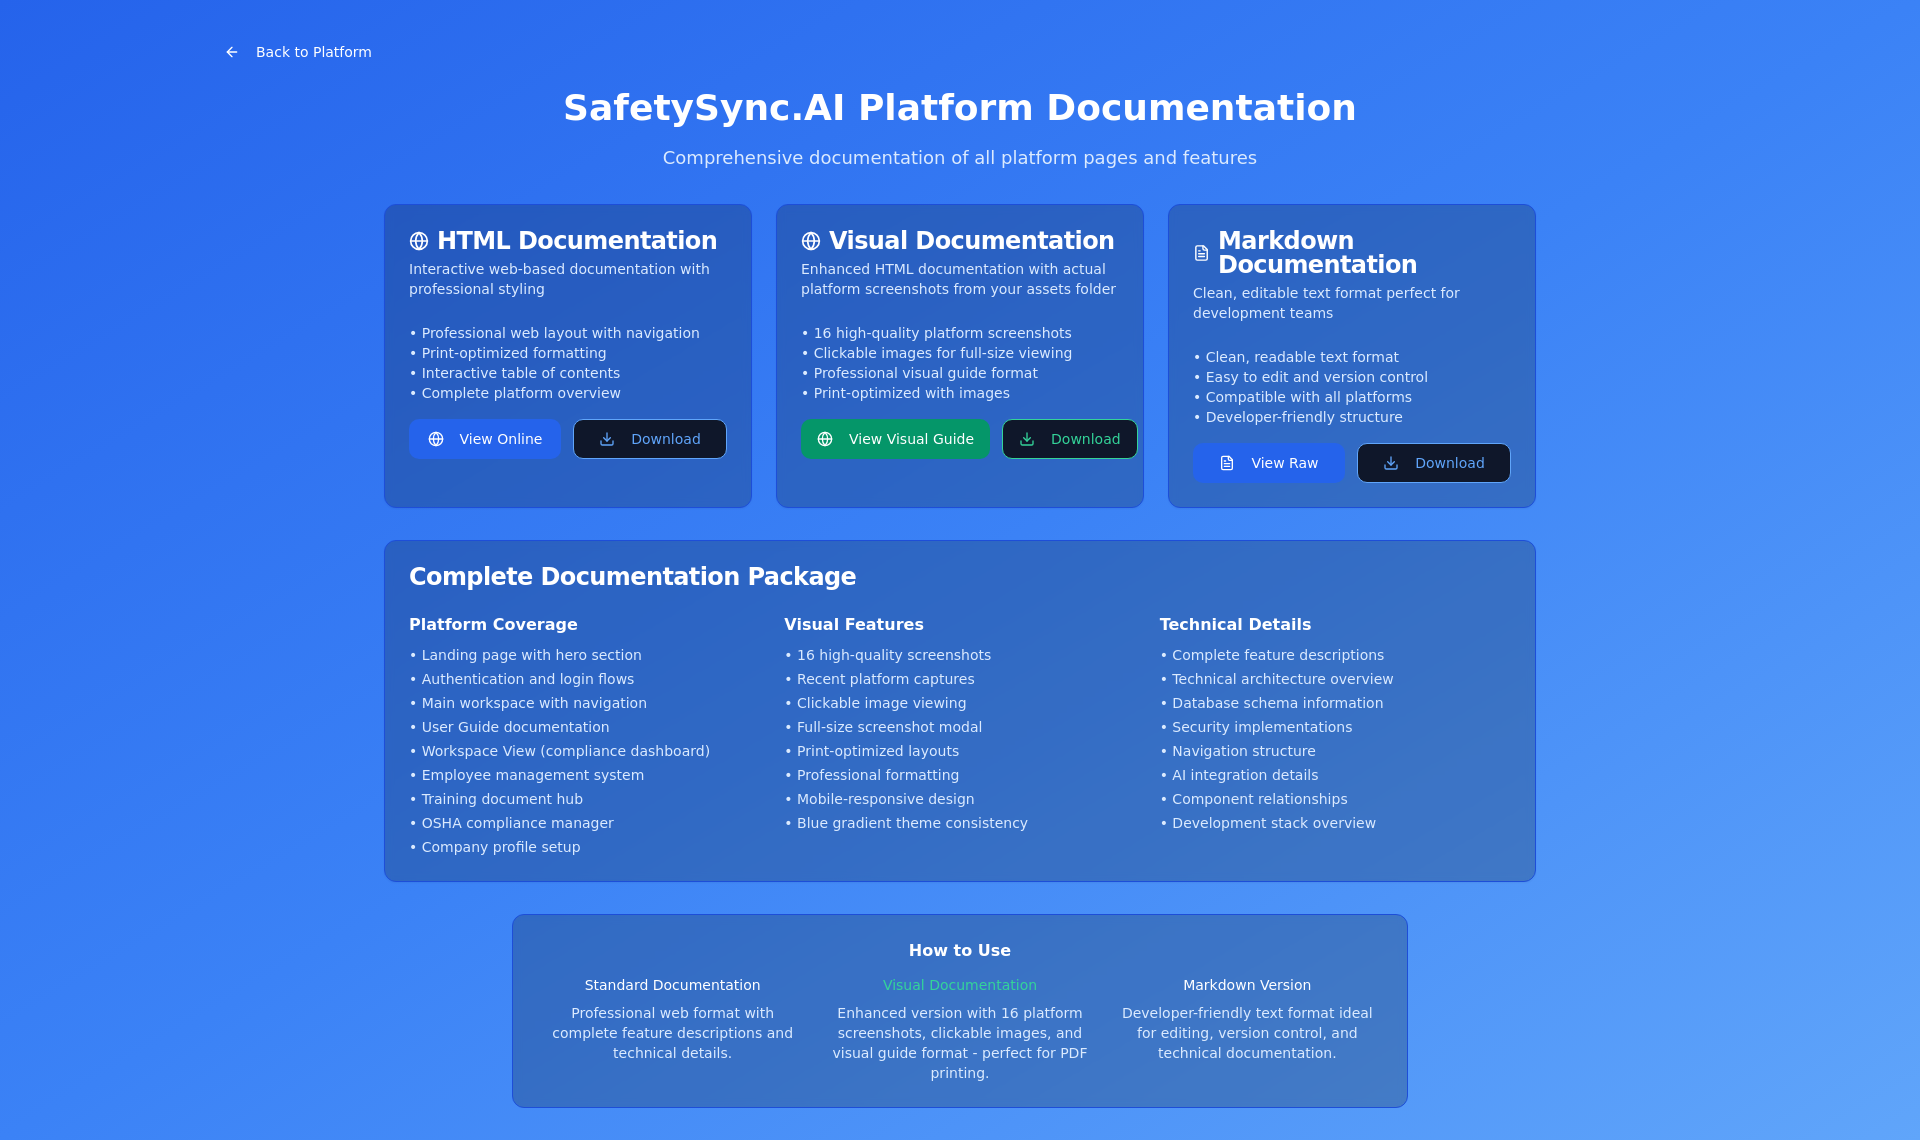 Back to Platform
SafetySync.AI Platform Documentation
Comprehensive documentation of all platform pages and features
HTML Documentation
Interactive web-based documentation with
professional styling
• Professional web layout with navigation
• Print-optimized formatting
• Interactive table of contents
• Complete platform overview
View Online
Download
Visual Documentation
Enhanced HTML documentation with actual
platform screenshots from your assets folder
• 16 high-quality platform screenshots
• Clickable images for full-size viewing
• Professional visual guide format
• Print-optimized with images
View Visual Guide
Download
Markdown
Documentation
Clean, editable text format perfect for
development teams
• Clean, readable text format
• Easy to edit and version control
• Compatible with all platforms
• Developer-friendly structure
View Raw
Download
Complete Documentation Package
Platform Coverage
• Landing page with hero section
• Authentication and login flows
• Main workspace with navigation
• User Guide documentation
• Workspace View (compliance dashboard)
• Employee management system
• Training document hub
• OSHA compliance manager
• Company profile setup
Visual Features
• 16 high-quality screenshots
• Recent platform captures
• Clickable image viewing
• Full-size screenshot modal
• Print-optimized layouts
• Professional formatting
• Mobile-responsive design
• Blue gradient theme consistency
Technical Details
• Complete feature descriptions
• Technical architecture overview
• Database schema information
• Security implementations
• Navigation structure
• AI integration details
• Component relationships
• Development stack overview
How to Use
Standard Documentation
Professional web format with
complete feature descriptions and
technical details.
Visual Documentation
Enhanced version with 16 platform
screenshots, clickable images, and
visual guide format - perfect for PDF
printing.
Markdown Version
Developer-friendly text format ideal
for editing, version control, and
technical documentation.